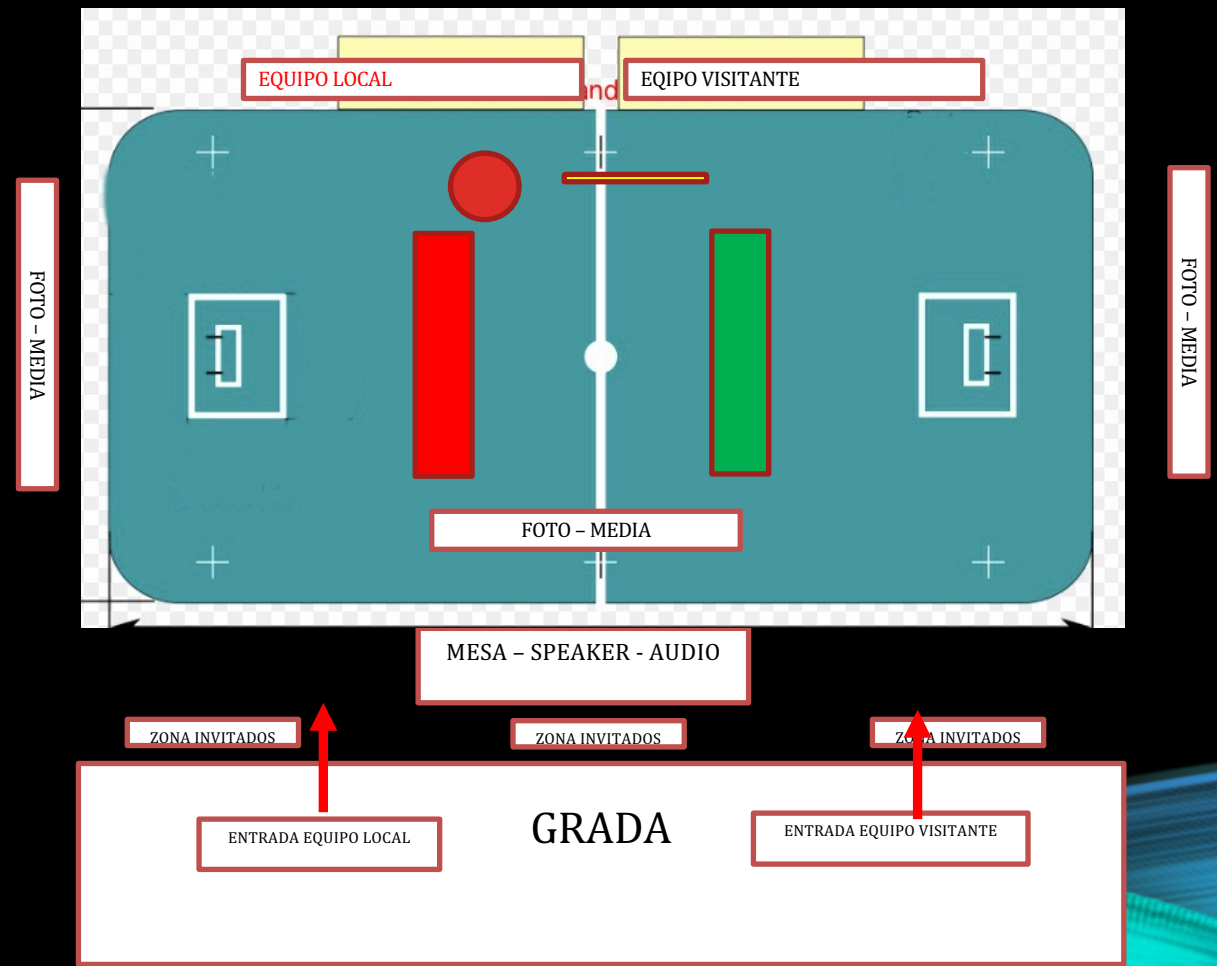 EQUIPO LOCAL
EQIPO VISITANTE
and
FOTO – MEDIA
FOTO – MEDIA
FOTO – MEDIA
MESA – SPEAKER - AUDIO
ZONA INVITADOS
ZONA INVITADOS
ZONA INVITADOS
GRADA
ENTRADA EQUIPO LOCAL
ENTRADA EQUIPO VISITANTE